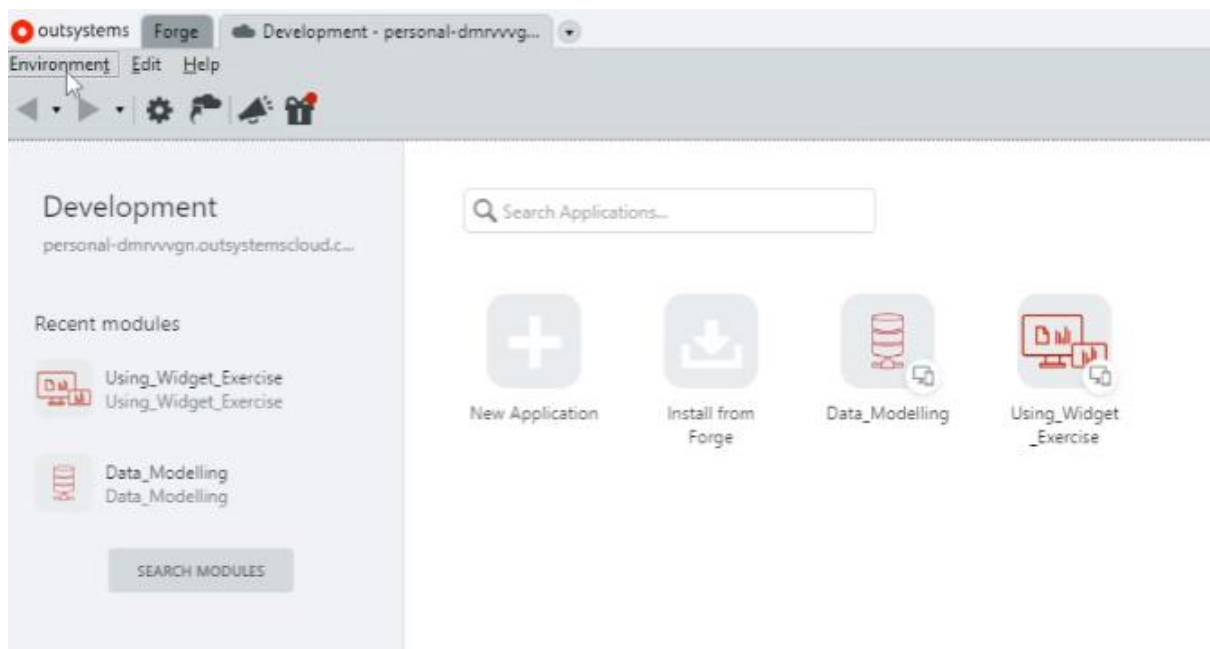 outsystems Forge Development - personal-dmrvvvg...
Environment Edit Help
Development
personal-dmrvvvgn.outsystemscloud.c...
Search Applications...
Recent modules
Using_Widget_Exercise
Using_Widget_Exercise
Data_Modelling
Data_Modelling
SEARCH MODULES
New Application
Install from
Forge
Data_Modelling
Using_Widget
_Exercise